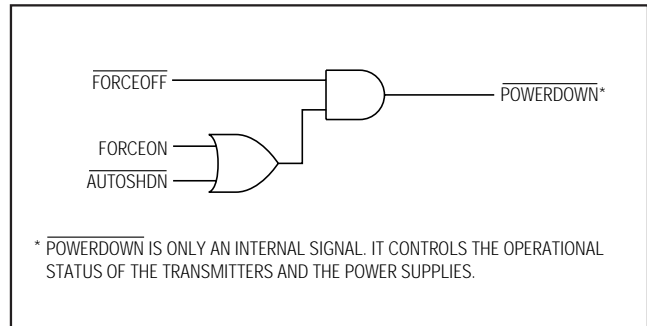 FORCEOFF
POWERDOWN*
FORCEON
AUTOSHDN
* POWERDOWN IS ONLY AN INTERNAL SIGNAL. IT CONTROLS THE OPERATIONAL
STATUS OF THE TRANSMITTERS AND THE POWER SUPPLIES.